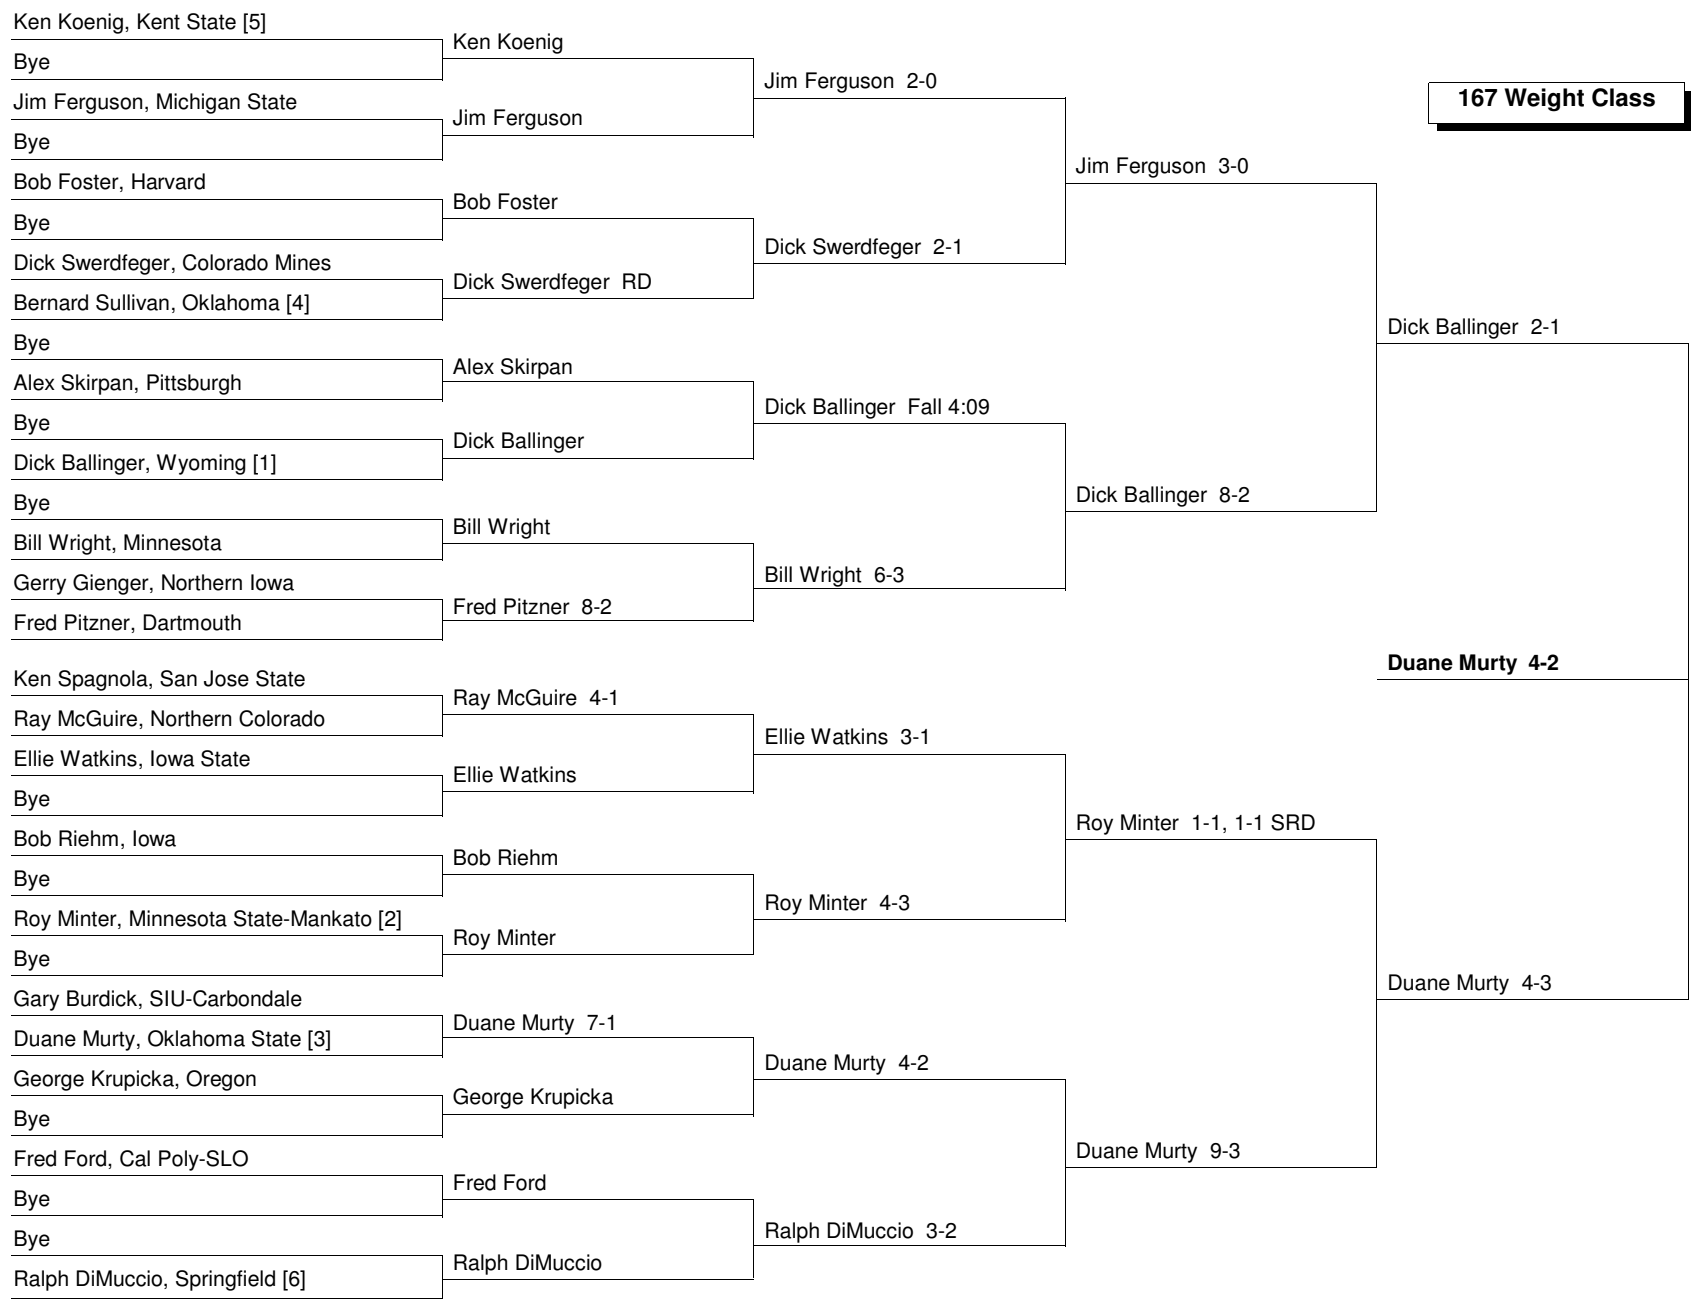 167 Weight Class
Ken Koenig, Kent State [5]
Bye
Jim Ferguson, Michigan State
Bye
Bob Foster, Harvard
Bye
Dick Swerdfeger, Colorado Mines
Bernard Sullivan, Oklahoma [4]
Bye
Alex Skirpan, Pittsburgh
Bye
Dick Ballinger, Wyoming [1]
Bye
Bill Wright, Minnesota
Gerry Gienger, Northern Iowa
Fred Pitzner, Dartmouth
Ken Spagnola, San Jose State
Ray McGuire, Northern Colorado
Ellie Watkins, Iowa State
Bye
Bob Riehm, Iowa
Bye
Roy Minter, Minnesota State-Mankato [2]
Bye
Gary Burdick, SIU-Carbondale
Duane Murty, Oklahoma State [3]
George Krupicka, Oregon
Bye
Fred Ford, Cal Poly-SLO
Bye
Bye
Ralph DiMuccio, Springfield [6]
Ken Koenig
Jim Ferguson
Bob Foster
Dick Swerdfeger RD
Alex Skirpan
Dick Ballinger
Bill Wright
Fred Pitzner 8-2
Ray McGuire 4-1
Ellie Watkins
Bob Riehm
Roy Minter
Duane Murty 7-1
George Krupicka
Fred Ford
Ralph DiMuccio
Jim Ferguson 2-0
Dick Swerdfeger 2-1
Dick Ballinger Fall 4:09
Bill Wright 6-3
Ellie Watkins 3-1
Roy Minter 4-3
Duane Murty 4-2
Ralph DiMuccio 3-2
Jim Ferguson 3-0
Dick Ballinger 8-2
Roy Minter 1-1, 1-1 SRD
Duane Murty 9-3
Dick Ballinger 2-1
Duane Murty 4-3
Duane Murty 4-2